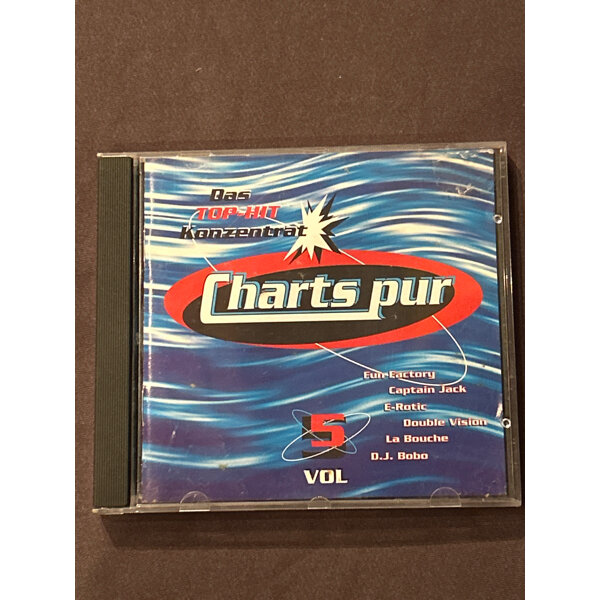 Das
TOP-HIT
Konzentrat
Charts pur
Fun Factory
Captain Jack
E-Rotic
Double Vision
La Bouche
D.J. Bobo
5
VOL